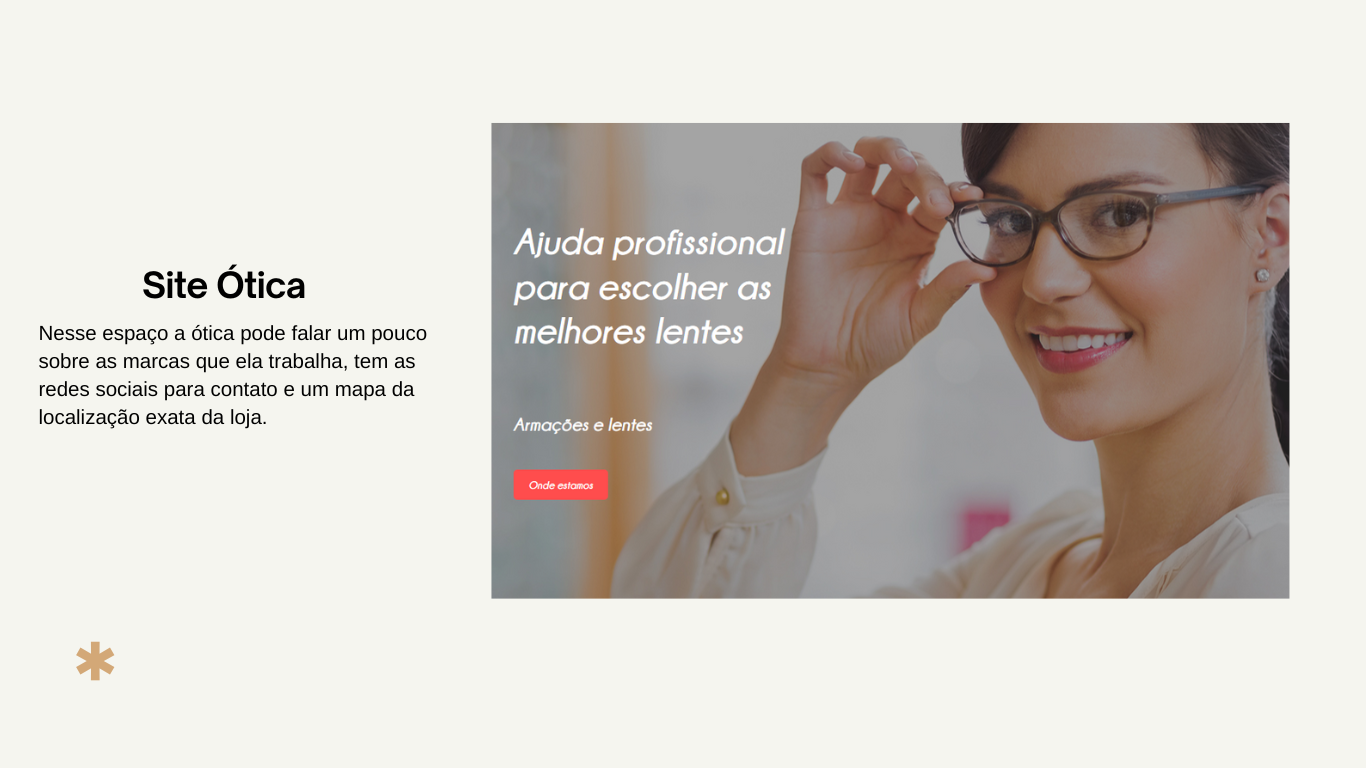 Site Ótica
Nesse espaço a ótica pode falar um pouco
sobre as marcas que ela trabalha, tem as
redes sociais para contato e um mapa da
localização exata da loja.
Ajuda profissional
para escolher as
melhores lentes
Armações e lentes
Onde estamos